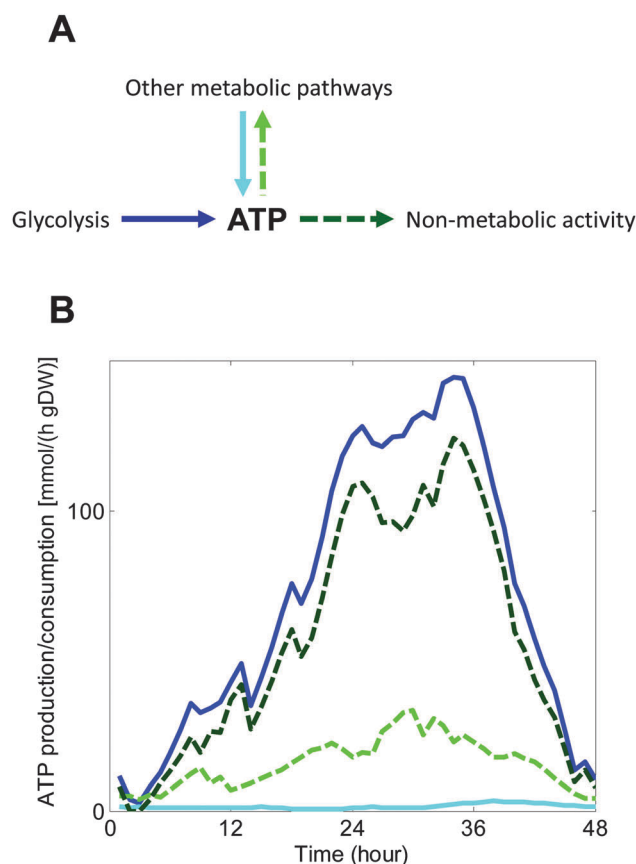 A
Other metabolic pathways
Glycolysis ATP Non-metabolic activity
B
ATP production/consumption [mmol/(h gDW)]
100
0
0 12 24 36 48
Time (hour)